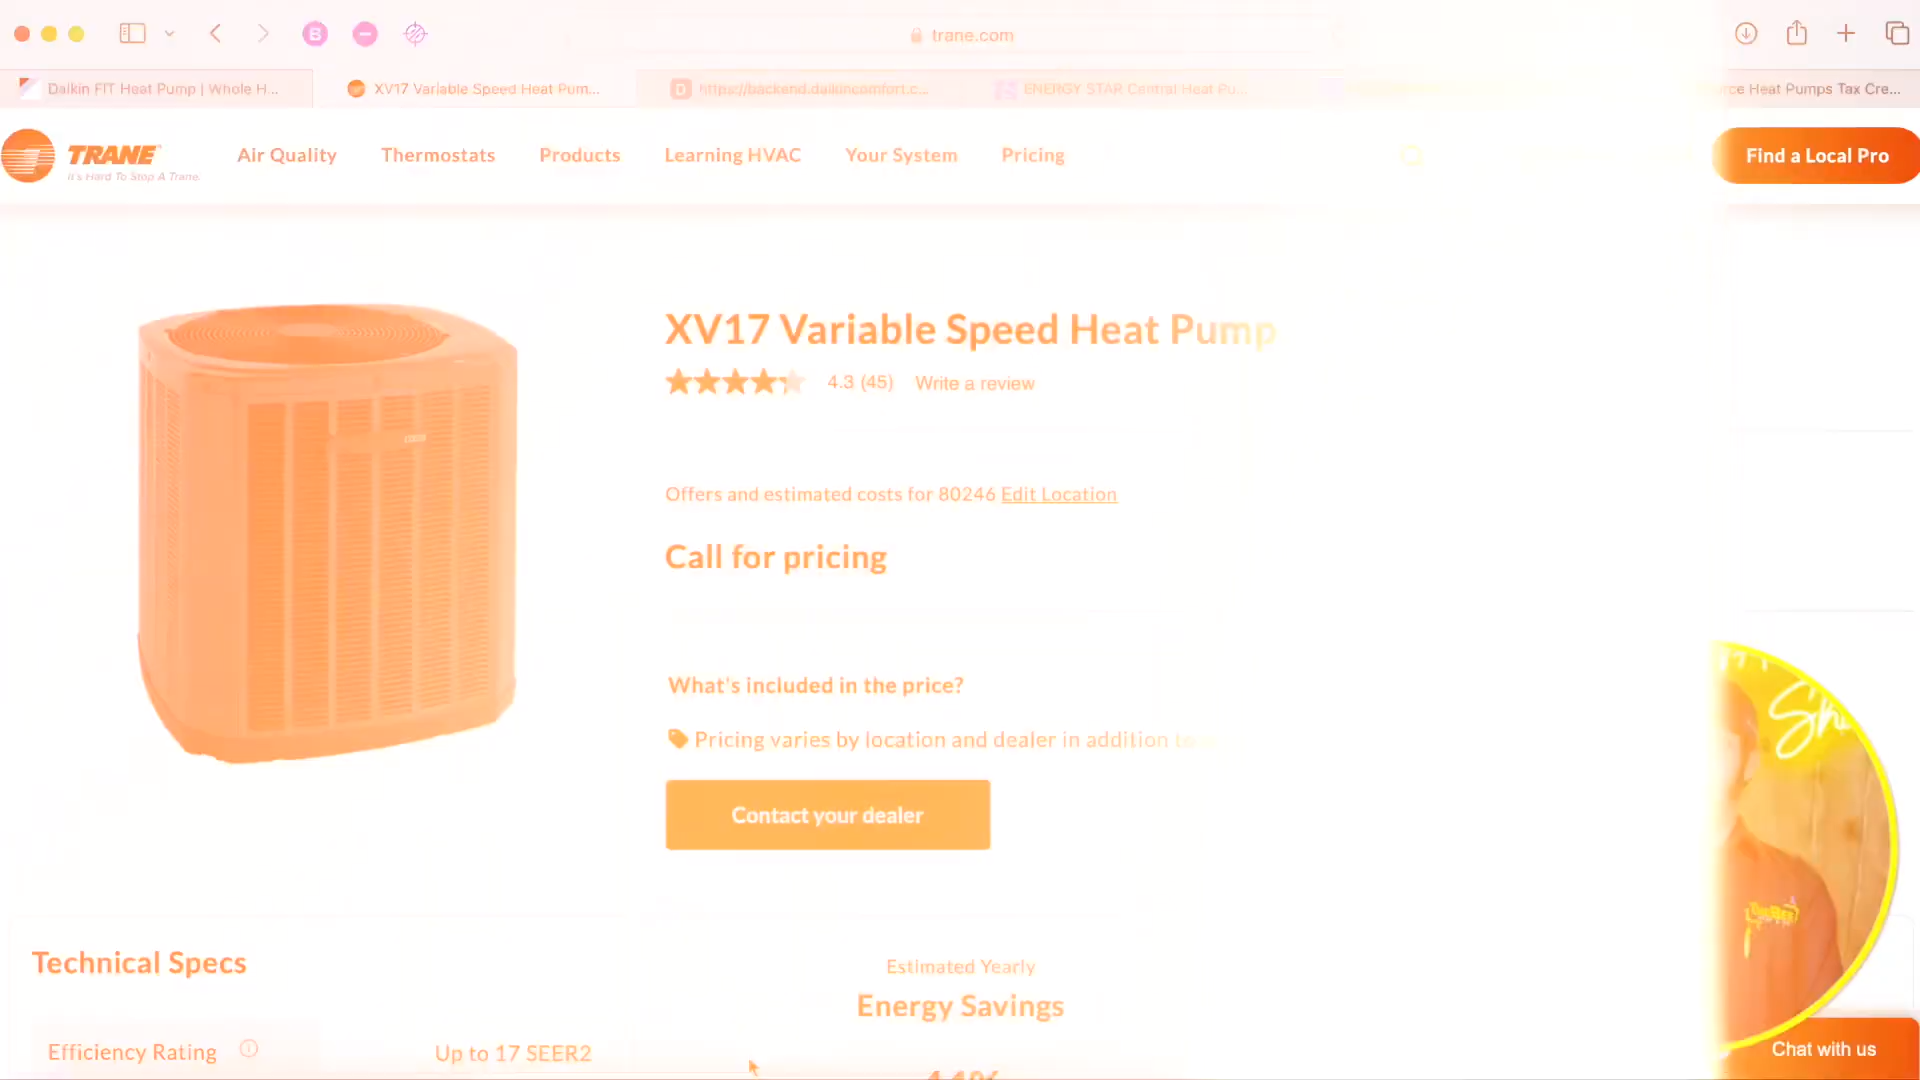 trane.com
Daikin FIT Heat Pump | Whole H...
XV17 Variable Speed Heat Pum...
https://backend.daikincomfort.c...
ENERGY STAR Central Heat Pu...
rce Heat Pumps Tax Cre...
TRANE
It's Hard To Stop A Trane.
Air Quality
Thermostats
Products
Learning HVAC
Your System
Pricing
Find a Local Pro
XV17 Variable Speed Heat Pump
4.3 (45)
Write a review
Offers and estimated costs for 80246 Edit Location
Call for pricing
What's included in the price?
Pricing varies by location and dealer in addition to
Contact your dealer
Technical Specs
Estimated Yearly
Energy Savings
Efficiency Rating
Up to 17 SEER2
Chat with us